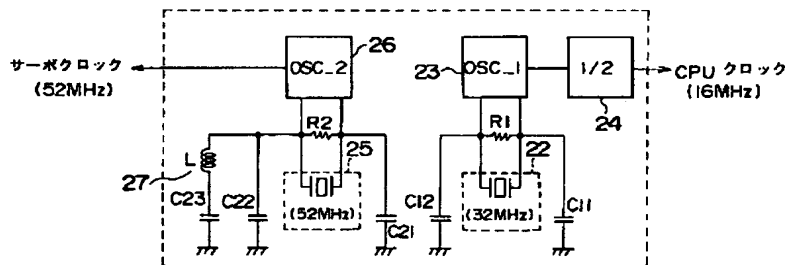 26
OSC_2
サーボクロック
(52MHz)
23
OSC_1
1/2
24
CPU クロック
(16MHz)
R2
25
R1
22
L
27
C23
C22
(52MHz)
C21
C12
(32MHz)
C11